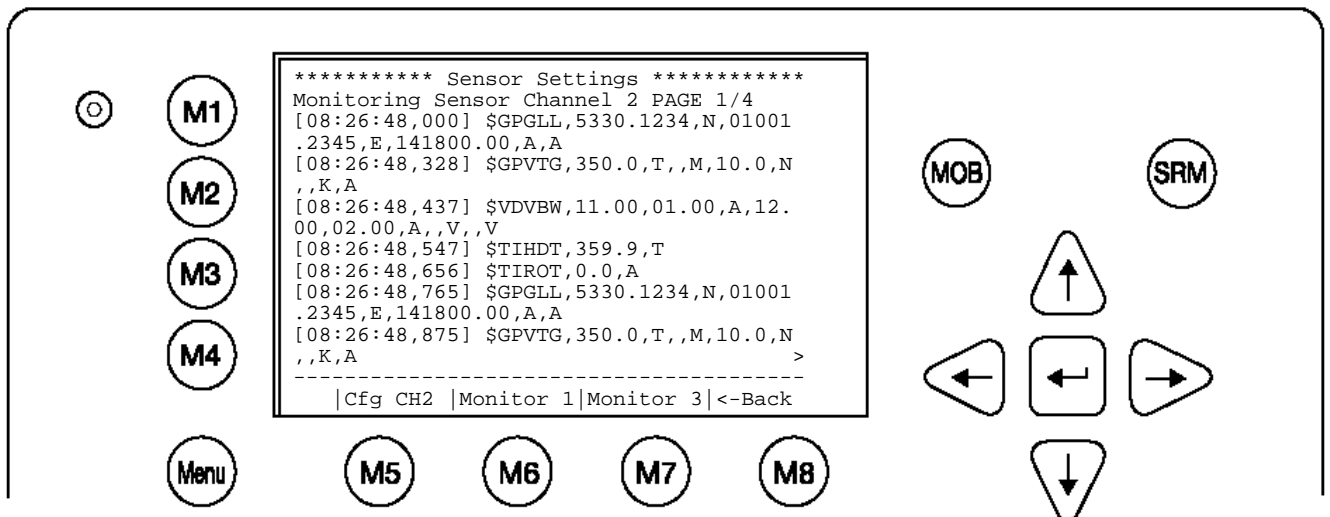 *********** Sensor Settings ************
Monitoring Sensor Channel 2 PAGE 1/4
[08:26:48,000] $GPGLL,5330.1234,N,01001
.2345,E,141800.00,A,A
[08:26:48,328] $GPVTG,350.0,T,,M,10.0,N
,,K,A
[08:26:48,437] $VDVBW,11.00,01.00,A,12.
00,02.00,A,,V,,V
[08:26:48,547] $TIHDT,359.9,T
[08:26:48,656] $TIROT,0.0,A
[08:26:48,765] $GPGLL,5330.1234,N,01001
.2345,E,141800.00,A,A
[08:26:48,875] $GPVTG,350.0,T,,M,10.0,N
,,K,A >
----------------------------------------
|Cfg CH2 |Monitor 1|Monitor 3|<-Back
M1
M2
M3
M4
Menu
M5
M6
M7
M8
MOB
SRM